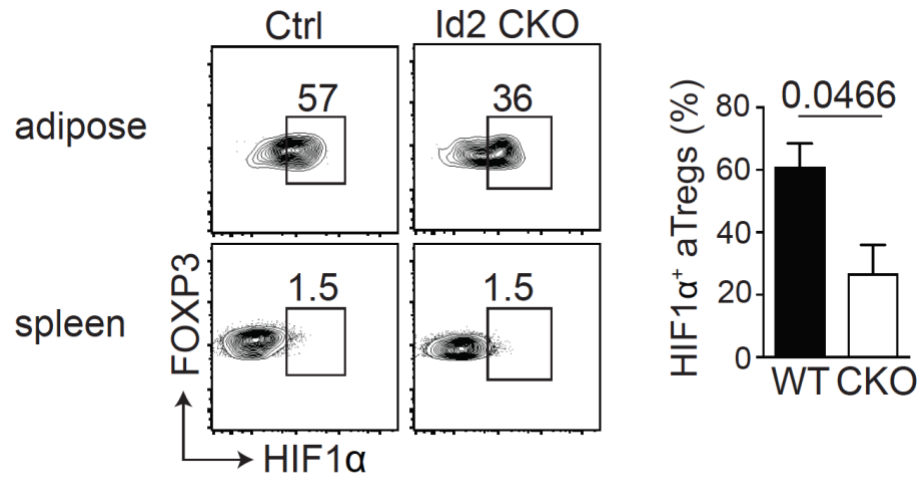 Ctrl
Id2 CKO
adipose
57
36
spleen
1.5
1.5
FOXP3
HIF1α
HIF1α⁺ aTregs (%)
0.0466
80
60
40
20
0
WT CKO